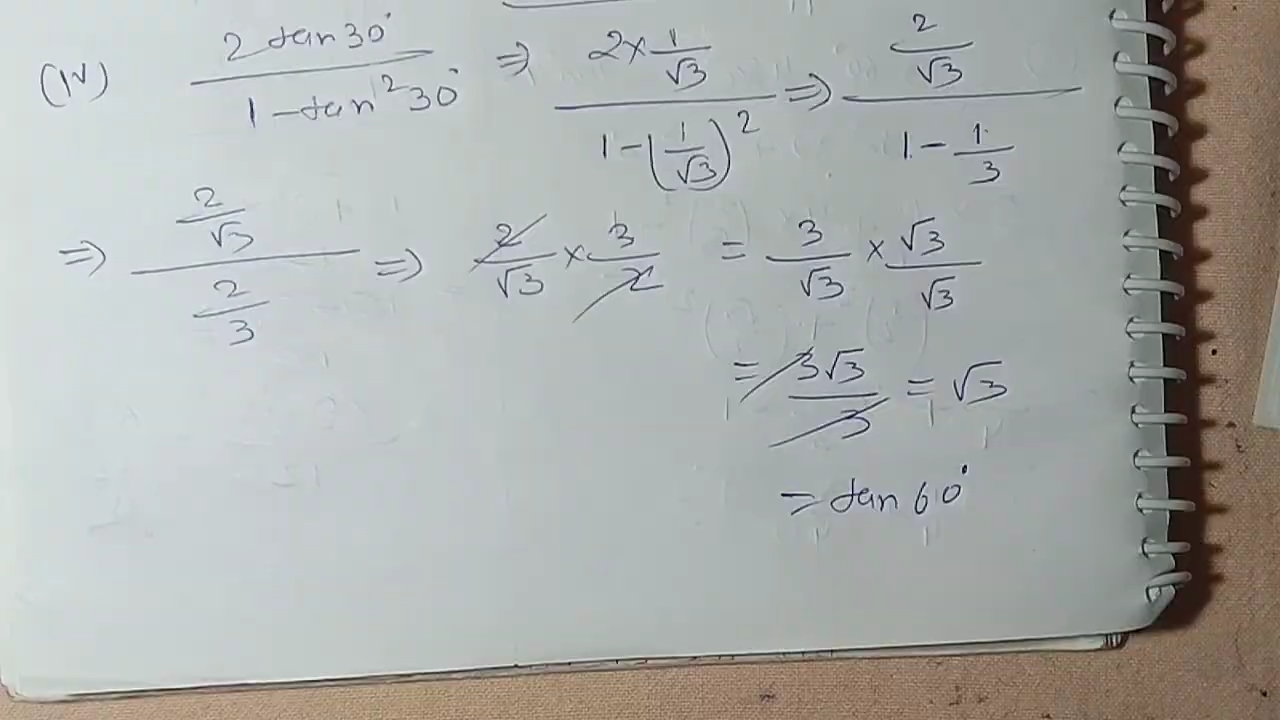 (iv) 2 tan 30° / 1 - tan² 30° ⇒ 2 × 1/√3 / 1 - (1/√3)² ⇒ 2/√3 / 1 - 1/3
⇒ 2/√3 / 2/3 ⇒ 2/√3 × 3/2 = 3/√3 × √3/√3
= 3√3/3 = √3
= tan 60°